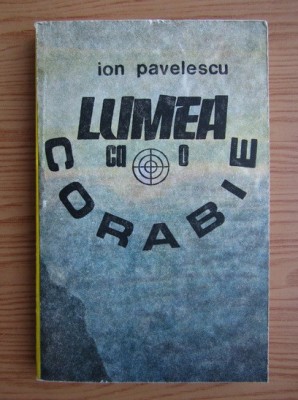 ion pavelescu
LUMEA
ca o
CORABIE